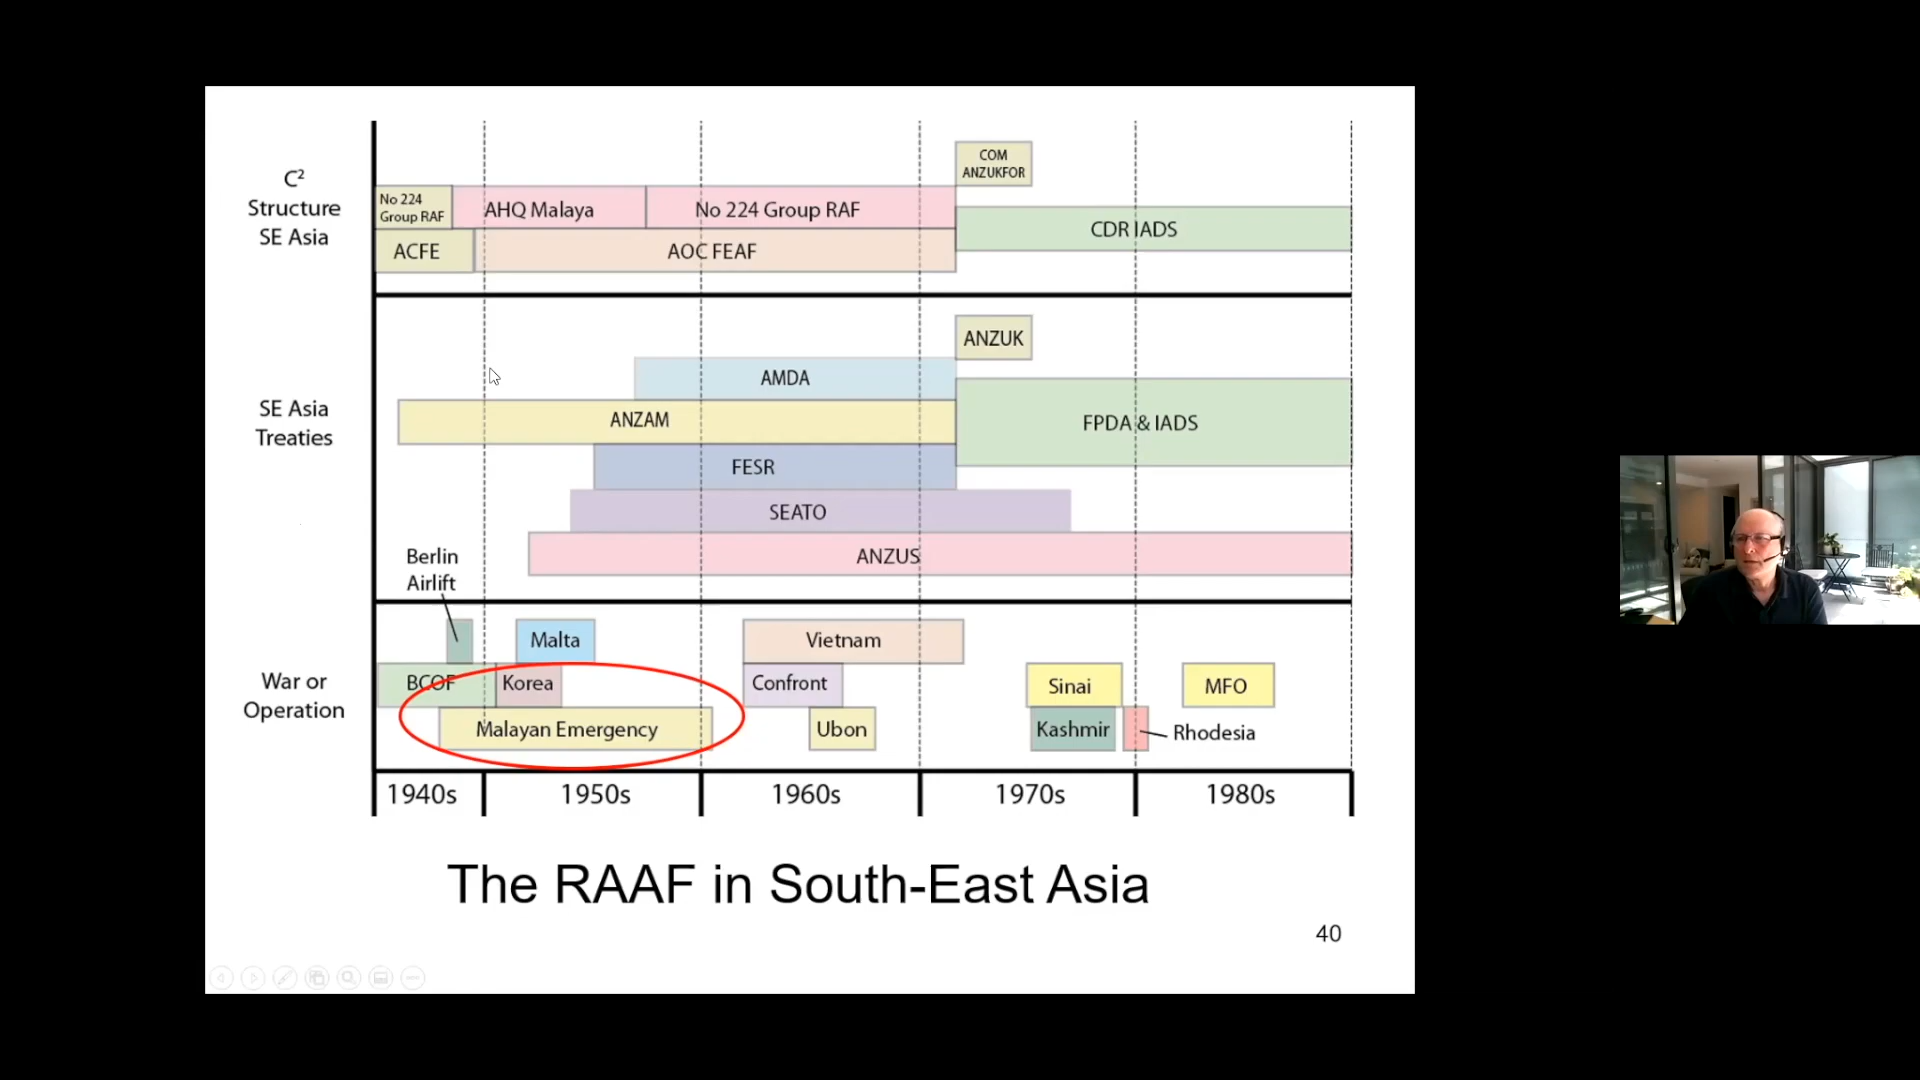 C²
Structure
SE Asia
COM
ANZUKFOR
No 224
Group RAF
AHQ Malaya
No 224 Group RAF
CDR IADS
ACFE
AOC FEAF
SE Asia
Treaties
ANZUK
AMDA
ANZAM
FPDA & IADS
FESR
SEATO
ANZUS
Berlin
Airlift
War or
Operation
Malta
Vietnam
BCOF
Korea
Confront
Sinai
MFO
Malayan Emergency
Ubon
Kashmir
Rhodesia
1940s
1950s
1960s
1970s
1980s
The RAAF in South-East Asia
40